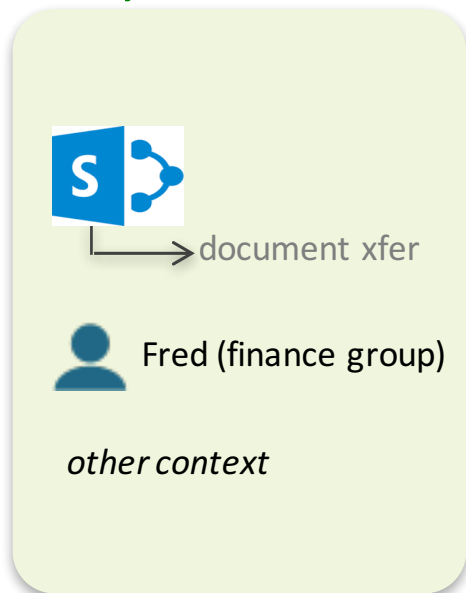 S
document xfer
Fred (finance group)
other context